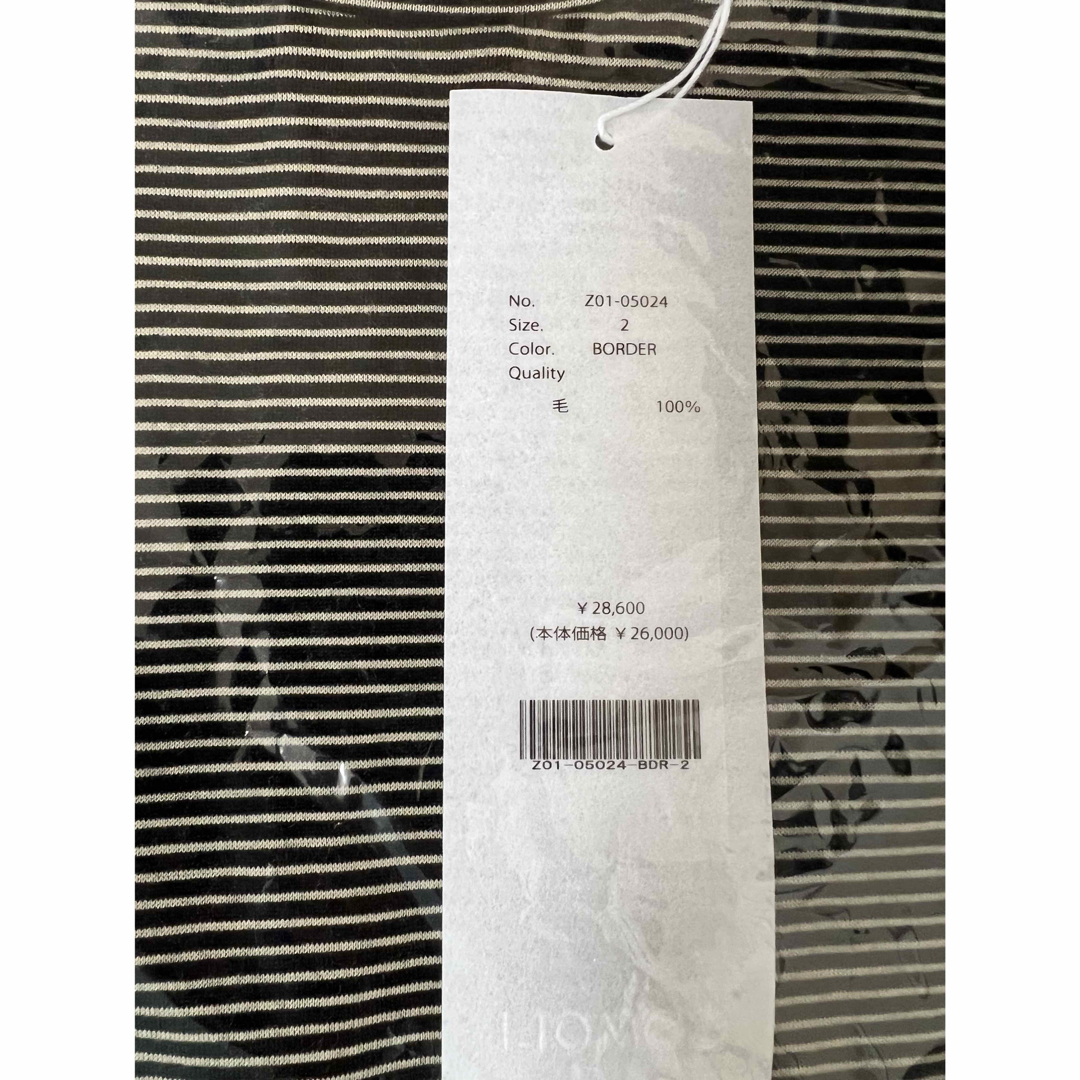 No. Z01-05024
Size. 2
Color. BORDER
Quality
毛 100%
￥28,600
(本体価格 ￥26,000)
Z01-05024-BDR-2